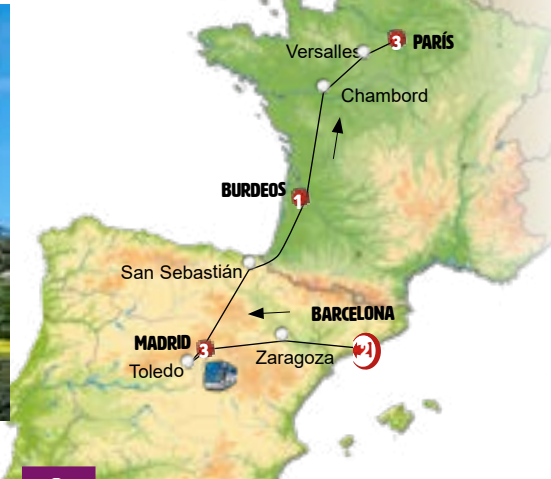 Versalles
3 PARÍS
Chambord
BURDEOS
1
San Sebastián
BARCELONA
MADRID 3
Zaragoza
Toledo